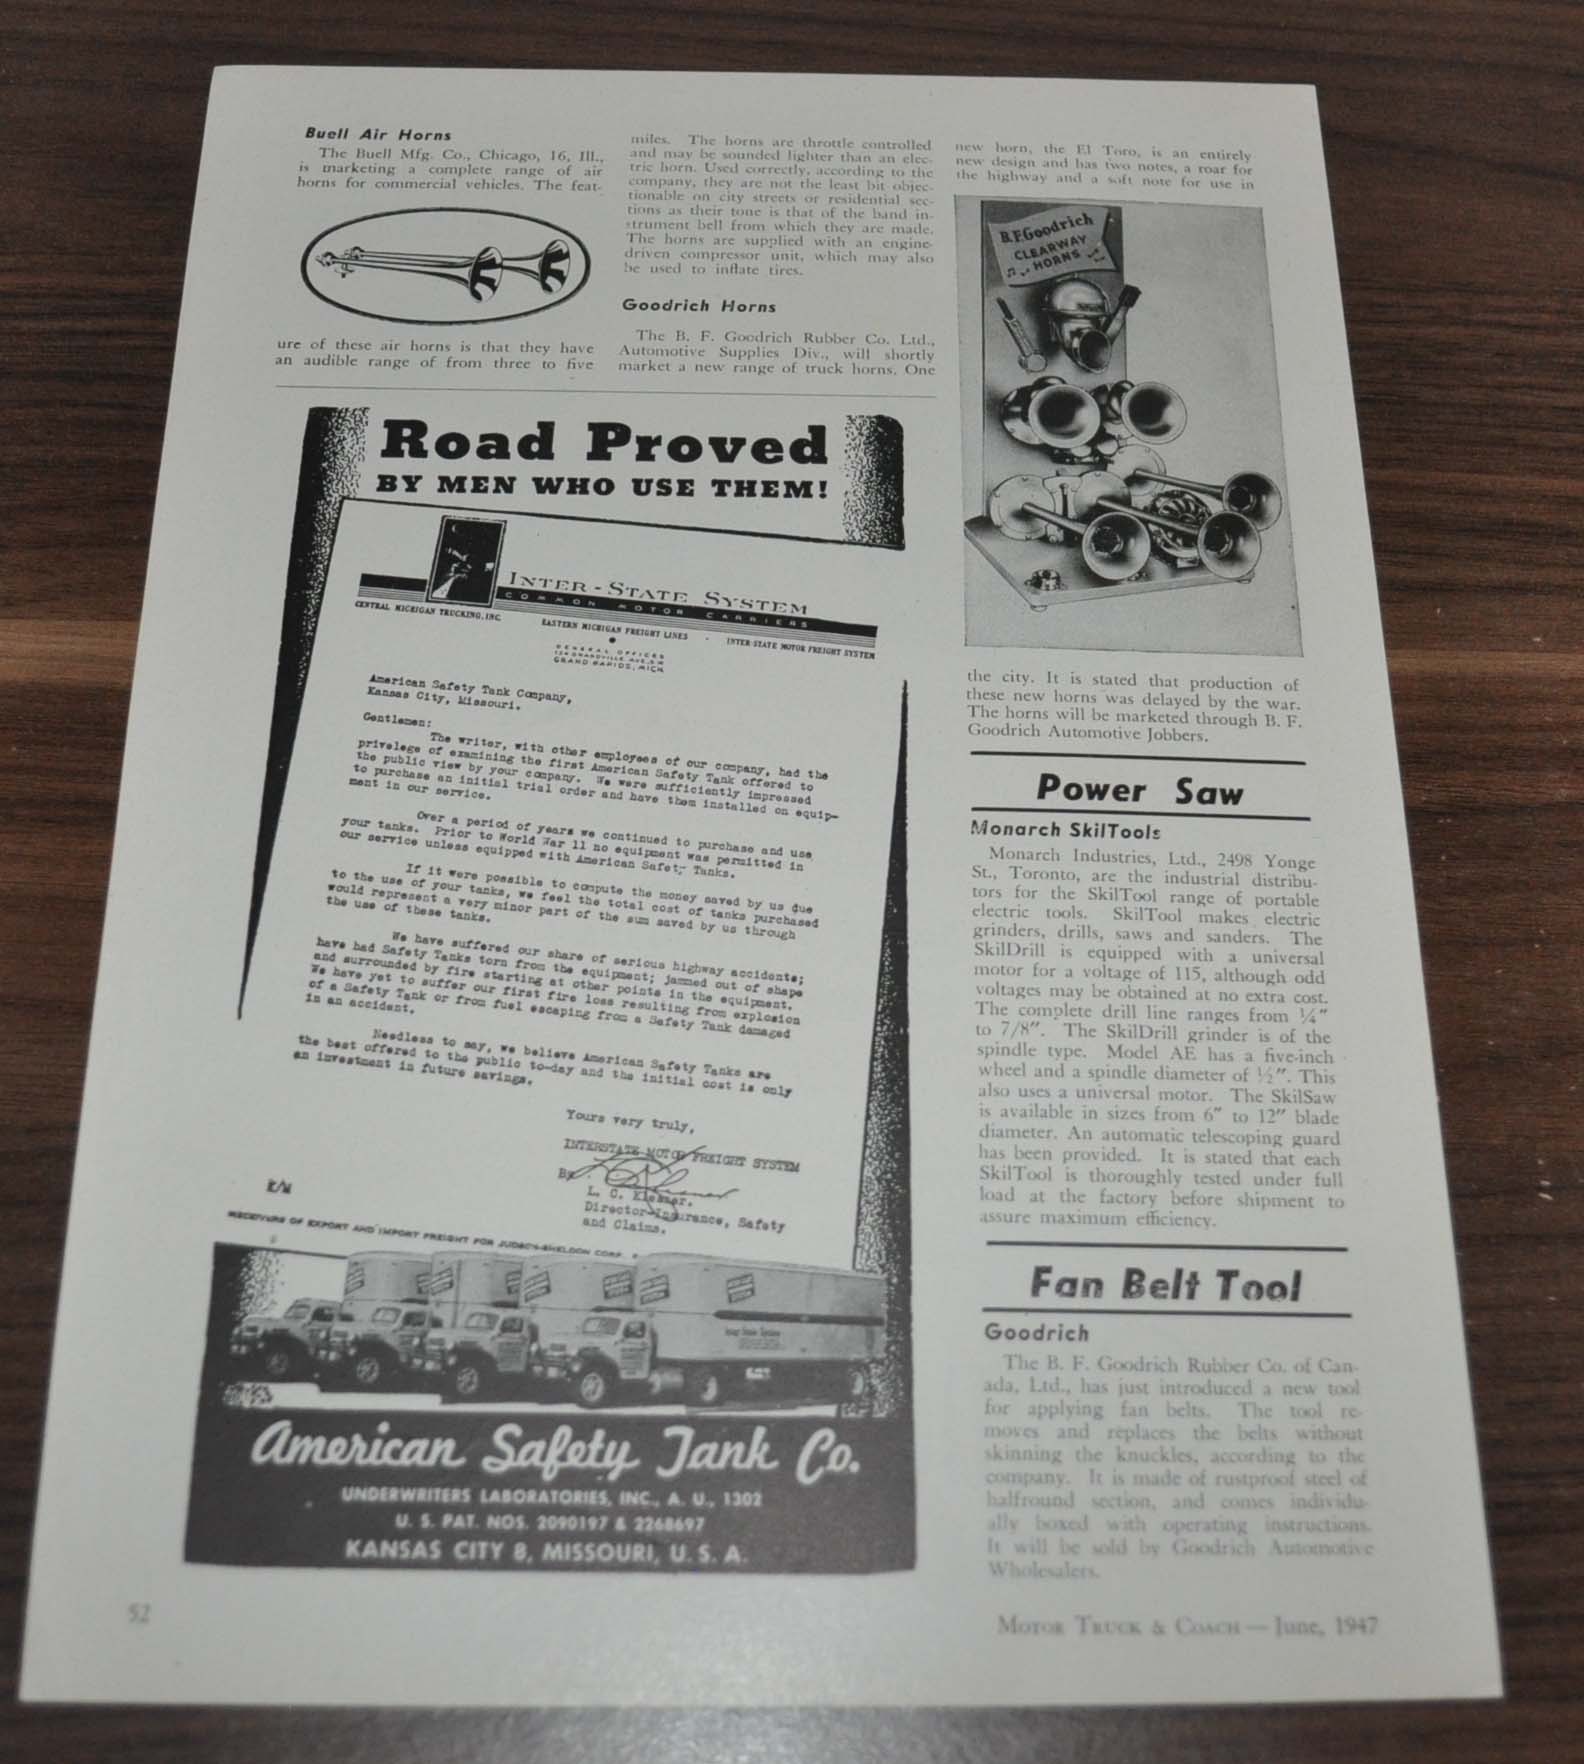 Buell Air Horns
The Buell Mfg. Co., Chicago, 16, Ill.,
is marketing a complete range of air
horns for commercial vehicles. The feat-
ure of these air horns is that they have
an audible range of from three to five
miles. The horns are throttle controlled
and may be sounded lighter than an elec-
tric horn. Used correctly, according to the
company, they are not the least bit objec-
tionable on city streets or residential sec-
tions as their tone is that of the band in-
strument bell from which they are made.
The horns are supplied with an engine-
driven compressor unit, which may also
be used to inflate tires.
Goodrich Horns
The B. F. Goodrich Rubber Co. Ltd.,
Automotive Supplies Div., will shortly
market a new range of truck horns. One
new horn, the El Toro, is an entirely
new design and has two notes, a roar for
the highway and a soft note for use in
B.F.Goodrich
CLEARWAY
HORNS
the city. It is stated that production of
these new horns was delayed by the war.
The horns will be marketed through B. F.
Goodrich Automotive Jobbers.
Road Proved
BY MEN WHO USE THEM!
INTER-STATE SYSTEM
COMMON MOTOR CARRIERS
CENTRAL MICHIGAN TRUCKING, INC.
EASTERN MICHIGAN FREIGHT LINES · INTER-STATE MOTOR FREIGHT SYSTEM
GENERAL OFFICES
134 GRANDVILLE AVE., S.W.
GRAND RAPIDS, MICH.
American Safety Tank Company,
Kansas City, Missouri.
Gentlemen:
The writer, with other employees of our company, had the
privelege of examining the first American Safety Tank offered to
the public view by your company. We were sufficiently impressed
to purchase an initial trial order and have them installed on equip-
ment in our service.
Over a period of years we continued to purchase and use
your tanks. Prior to World War 11 no equipment was permitted in
our service unless equipped with American Safety Tanks.
If it were possible to compute the money saved by us due
to the use of your tanks, we feel the total cost of tanks purchased
would represent a very minor part of the sum saved by us through
the use of these tanks.
We have suffered our share of serious highway accidents;
have had Safety Tanks torn from the equipment; jammed out of shape
and surrounded by fire starting at other points in the equipment.
We have yet to suffer our first fire loss resulting from explosion
of a Safety Tank or from fuel escaping from a Safety Tank damaged
in an accident.
Needless to say, we believe American Safety Tanks are
the best offered to the public to-day and the initial cost is only
an investment in future savings.
Yours very truly,
INTERSTATE MOTOR FREIGHT SYSTEM
By
L. C. Kiesner.
Director-Insurance, Safety
and Claims.
K/W
RECEIVERS OF EXPORT AND IMPORT FREIGHT FOR JUDSON-SHELDON CORP.
American Safety Tank Co.
UNDERWRITERS LABORATORIES, INC., A. U., 1302
U. S. PAT. NOS. 2090197 & 2268697
KANSAS CITY 8, MISSOURI, U. S. A.
Power Saw
Monarch SkilTools
Monarch Industries, Ltd., 2498 Yonge
St., Toronto, are the industrial distribu-
tors for the SkilTool range of portable
electric tools. SkilTool makes electric
grinders, drills, saws and sanders. The
SkilDrill is equipped with a universal
motor for a voltage of 115, although odd
voltages may be obtained at no extra cost.
The complete drill line ranges from ¼"
to 7/8". The SkilDrill grinder is of the
spindle type. Model AE has a five-inch
wheel and a spindle diameter of ½". This
also uses a universal motor. The SkilSaw
is available in sizes from 6" to 12" blade
diameter. An automatic telescoping guard
has been provided. It is stated that each
SkilTool is thoroughly tested under full
load at the factory before shipment to
assure maximum efficiency.
Fan Belt Tool
Goodrich
The B. F. Goodrich Rubber Co. of Can-
ada, Ltd., has just introduced a new tool
for applying fan belts. The tool re-
moves and replaces the belts without
skinning the knuckles, according to the
company. It is made of rustproof steel of
halfround section, and comes individu-
ally boxed with operating instructions.
It will be sold by Goodrich Automotive
Wholesalers.
52
MOTOR TRUCK & COACH — June, 1947